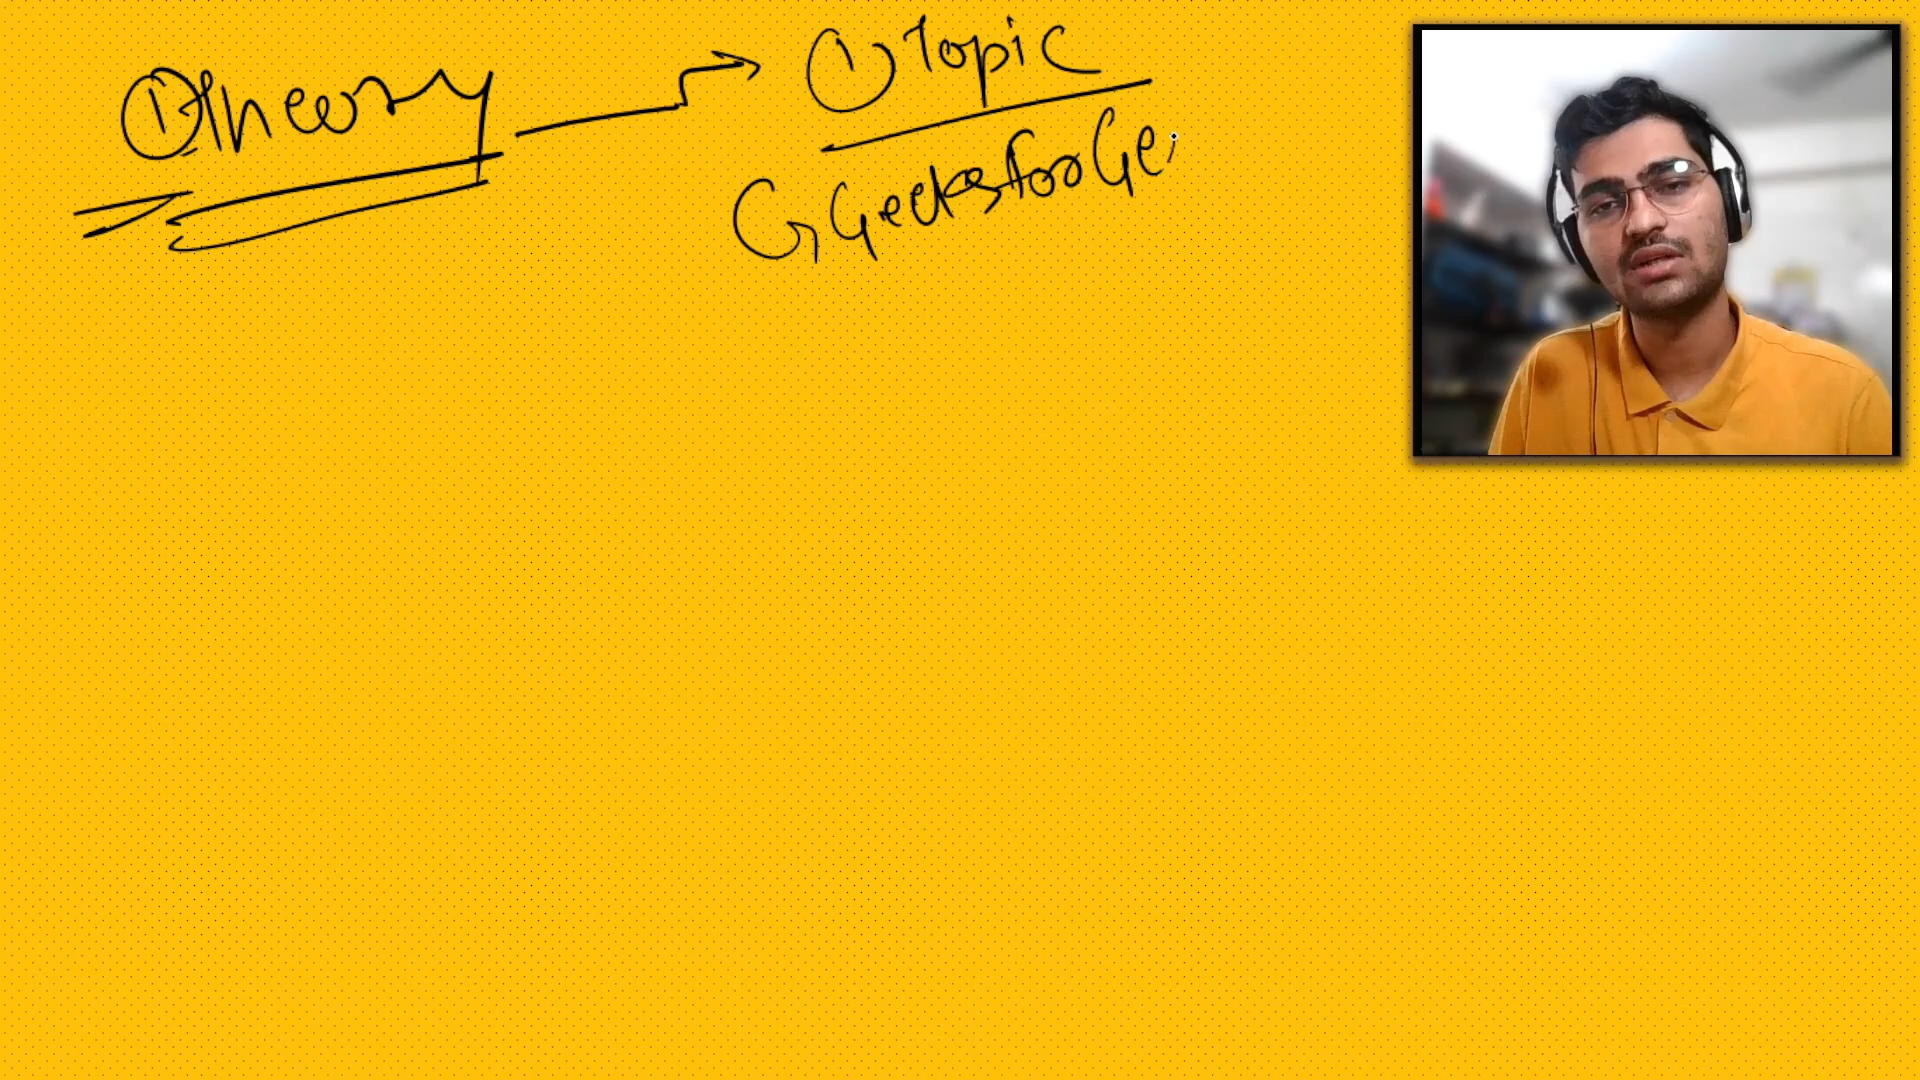 ① Theory
① Topic
GeeksforGe